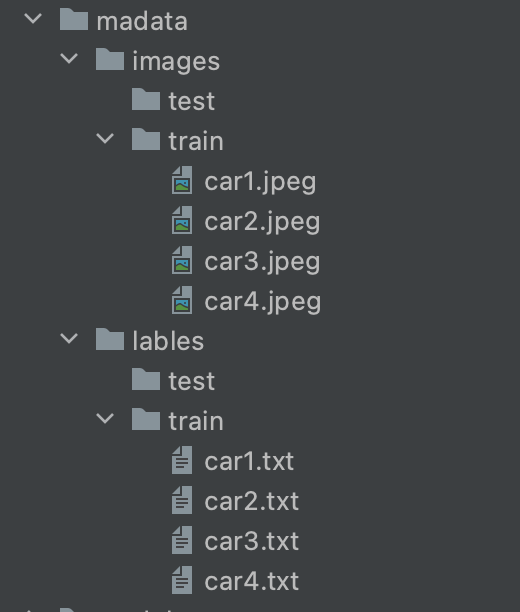 madata
images
test
train
car1.jpeg
car2.jpeg
car3.jpeg
car4.jpeg
lables
test
train
car1.txt
car2.txt
car3.txt
car4.txt